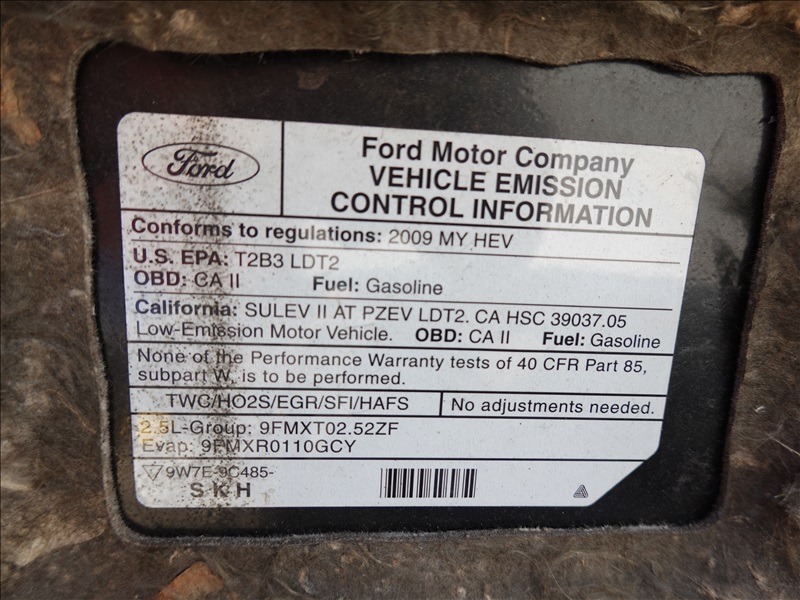 Ford
Ford Motor Company
VEHICLE EMISSION
CONTROL INFORMATION
Conforms to regulations: 2009 MY HEV
U.S. EPA: T2B3 LDT2
OBD: CA II Fuel: Gasoline
California: SULEV II AT PZEV LDT2. CA HSC 39037.05
Low-Emission Motor Vehicle. OBD: CA II Fuel: Gasoline
None of the Performance Warranty tests of 40 CFR Part 85,
subpart W, is to be performed.
TWC/HO2S/EGR/SFI/HAFS
No adjustments needed.
2.5L-Group: 9FMXT02.52ZF
Evap: 9FMXR0110GCY
9W7E-9C485-
S K H